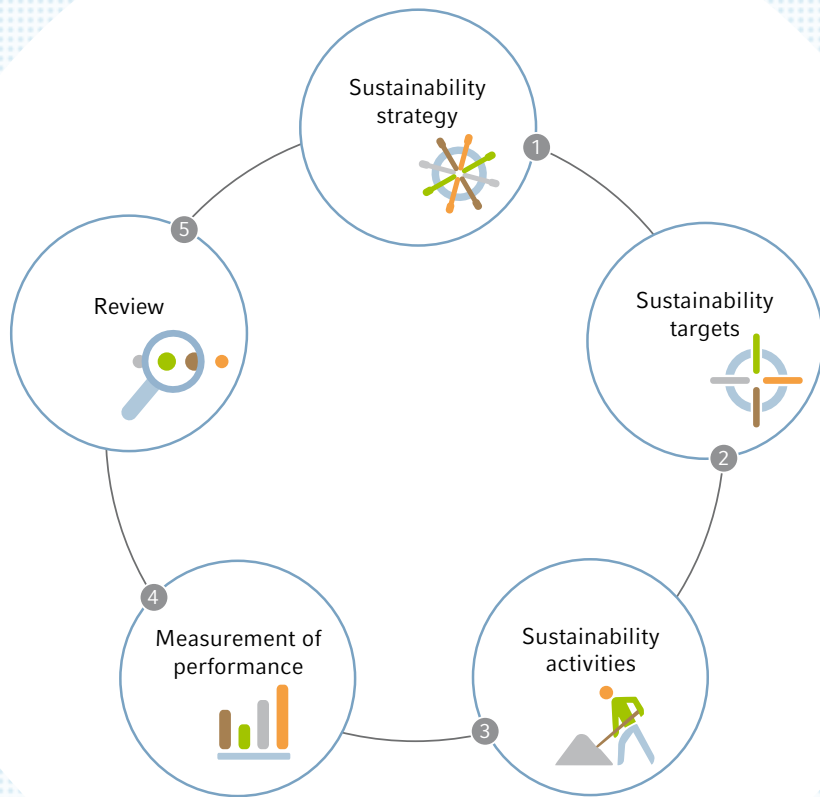 Sustainability
strategy
1
Sustainability
targets
2
Sustainability
activities
3
Measurement of
performance
4
Review
5